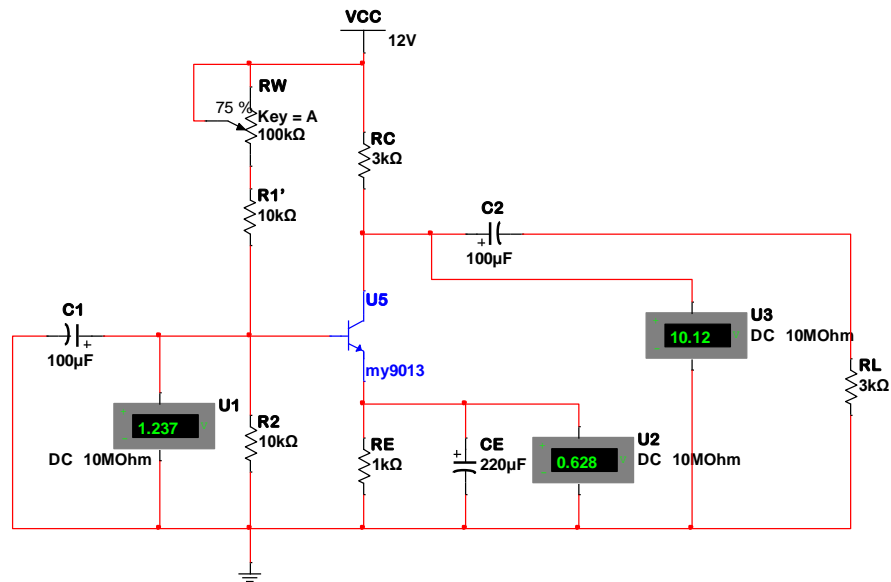 VCC
12V
RW
75 %
Key = A
100kΩ
RC
3kΩ
R1'
10kΩ
C2
+
100µF
U5
my9013
C1
+
100µF
U3
10.12
DC 10MOhm
RL
3kΩ
U1
1.237
DC 10MOhm
R2
10kΩ
RE
1kΩ
CE
+
220µF
U2
0.628
DC 10MOhm